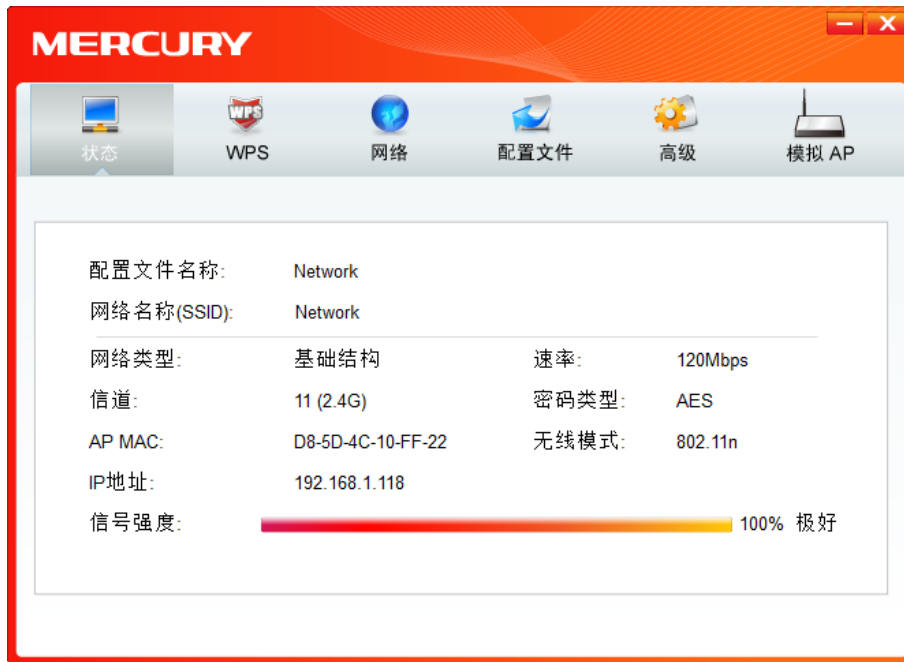 MERCURY
状态 WPS 网络 配置文件 高级 模拟 AP
配置文件名称: Network
网络名称(SSID): Network
网络类型: 基础结构 速率: 120Mbps
信道: 11 (2.4G) 密码类型: AES
AP MAC: D8-5D-4C-10-FF-22 无线模式: 802.11n
IP地址: 192.168.1.118
信号强度: 100% 极好